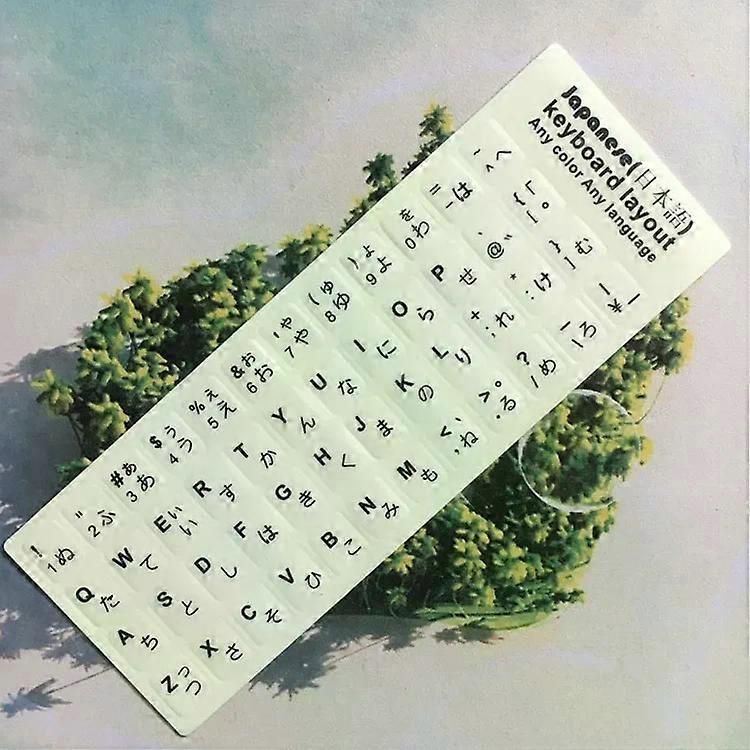 Japanese(日本語)
keyboard layout
Any color Any language
! " #ぁ $ぅ %ぇ &ぉ 'ゃ (ゅ )ょ を = ~
1ぬ 2ふ 3あ 4う 5え 6お 7や 8ゆ 9よ 0わ -は ^へ
Q W Eぃ R T Y U I O P ` {「
た て い す か ん な に ら せ @゛ [゜
A S D F G H J K L + * }
ち と し は き く ま の り ;れ :け ]む
Zっ X C V B N M <、 >。 ? _ |
つ さ そ ひ こ み も ,ね .る /め ろ